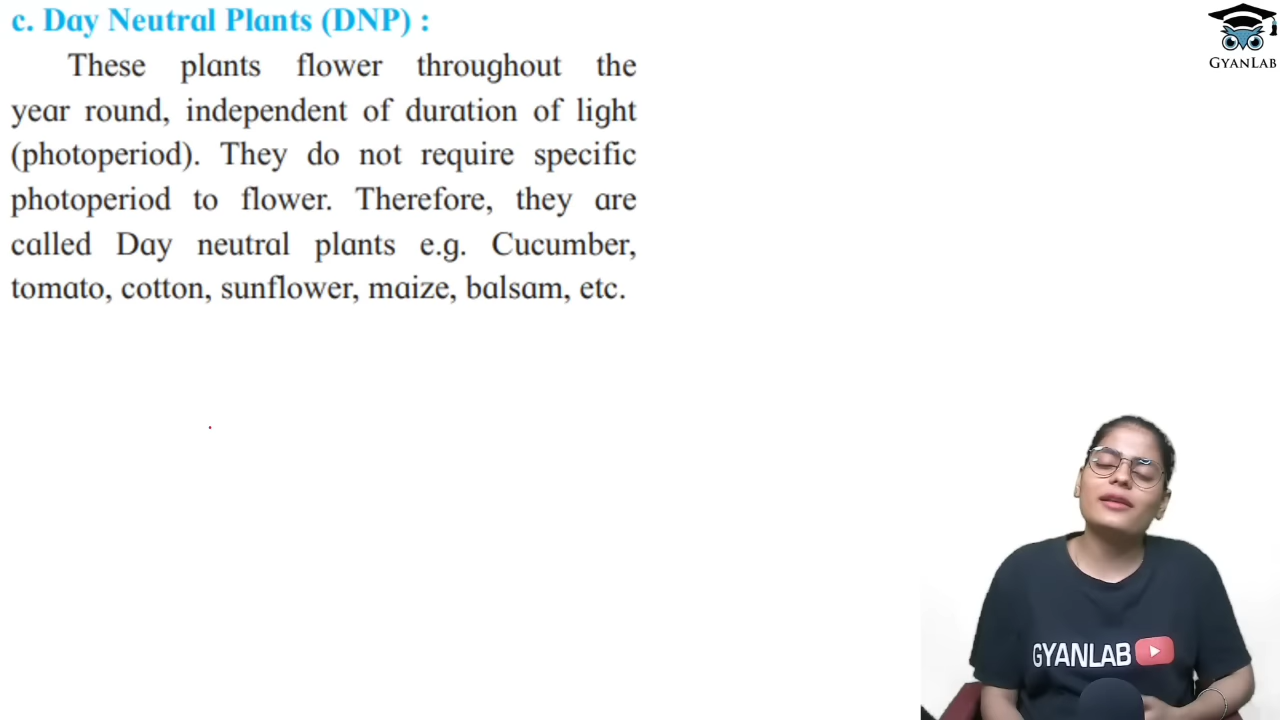 c. Day Neutral Plants (DNP) :
These plants flower throughout the
year round, independent of duration of light
(photoperiod). They do not require specific
photoperiod to flower. Therefore, they are
called Day neutral plants e.g. Cucumber,
tomato, cotton, sunflower, maize, balsam, etc.
GYANLAB
GYANLAB